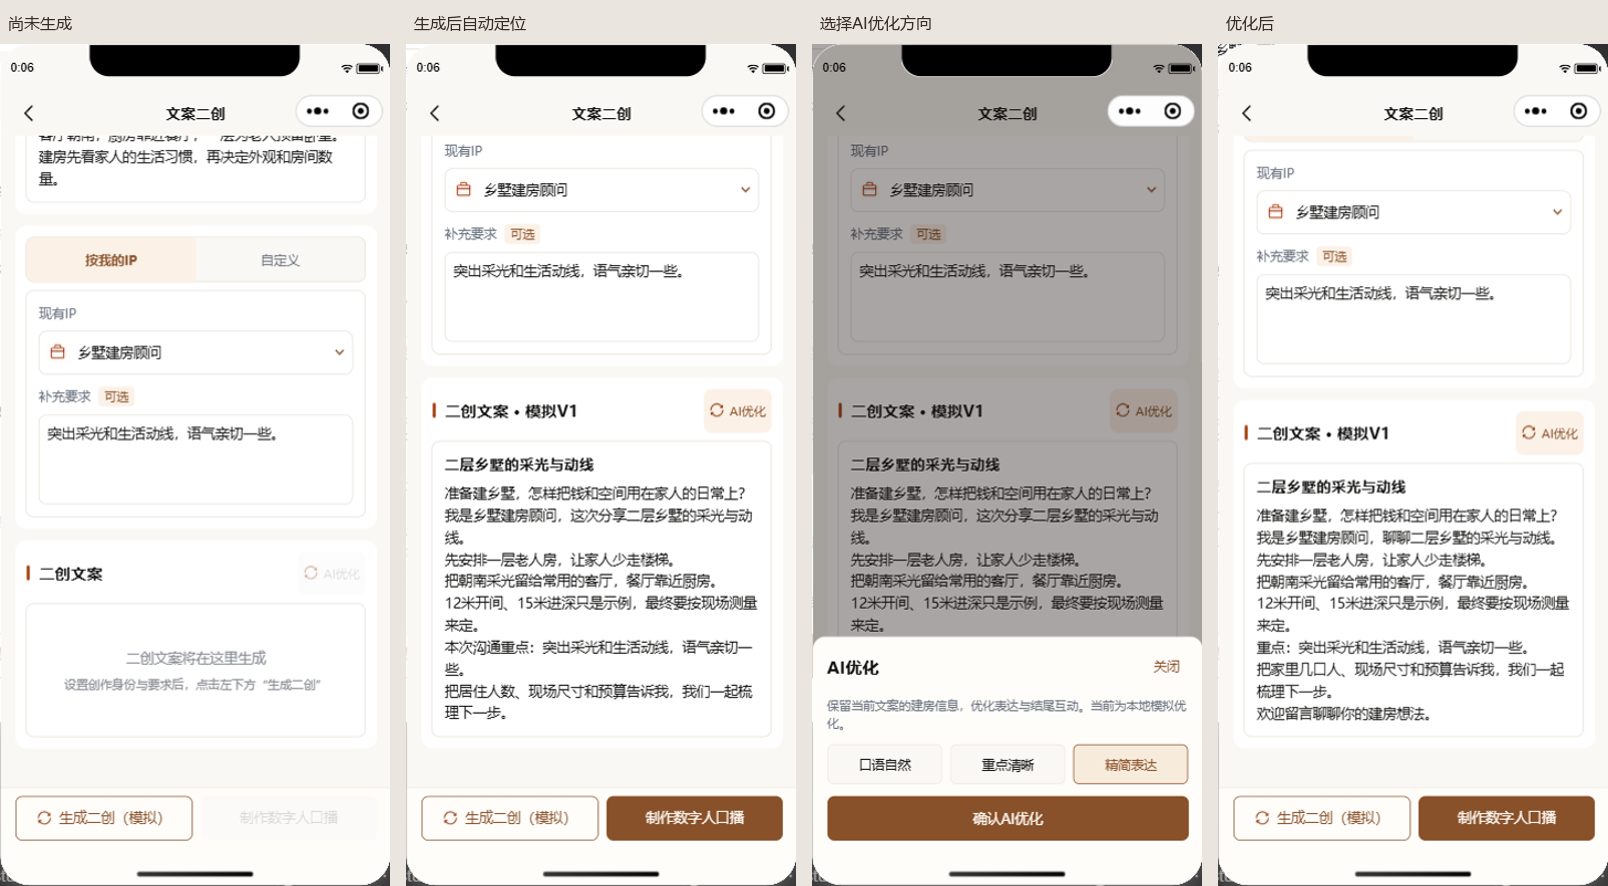 尚未生成
0:06
文案二创
建房先看家人的生活习惯，再决定外观和房间数
量。
按我的IP
自定义
现有IP
乡墅建房顾问
补充要求 可选
突出采光和生活动线，语气亲切一些。
二创文案
AI优化
二创文案将在这里生成
设置创作身份与要求后，点击左下方“生成二创”
生成二创（模拟）
制作数字人口播
生成后自动定位
0:06
文案二创
现有IP
乡墅建房顾问
补充要求 可选
突出采光和生活动线，语气亲切一些。
二创文案 • 模拟V1
AI优化
二层乡墅的采光与动线
准备建乡墅，怎样把钱和空间用在家人的日常上？
我是乡墅建房顾问，这次分享二层乡墅的采光与动
线。
先安排一层老人房，让家人少走楼梯。
把朝南采光留给常用的客厅，餐厅靠近厨房。
12米开间、15米进深只是示例，最终要按现场测量
来定。
本次沟通重点：突出采光和生活动线，语气亲切一
些。
把居住人数、现场尺寸和预算告诉我，我们一起梳
理下一步。
生成二创（模拟）
制作数字人口播
选择AI优化方向
0:06
文案二创
现有IP
乡墅建房顾问
补充要求 可选
突出采光和生活动线，语气亲切一些。
二创文案 • 模拟V1
AI优化
二层乡墅的采光与动线
准备建乡墅，怎样把钱和空间用在家人的日常上？
我是乡墅建房顾问，这次分享二层乡墅的采光与动
线。
先安排一层老人房，让家人少走楼梯。
把朝南采光留给常用的客厅，餐厅靠近厨房。
12米开间、15米进深只是示例，最终要按现场测量
来定。
AI优化
关闭
保留当前文案的建房信息，优化表达与结尾互动。当前为本地模拟优
化。
口语自然
重点清晰
精简表达
确认AI优化
优化后
0:06
文案二创
现有IP
乡墅建房顾问
补充要求 可选
突出采光和生活动线，语气亲切一些。
二创文案 • 模拟V1
AI优化
二层乡墅的采光与动线
准备建乡墅，怎样把钱和空间用在家人的日常上？
我是乡墅建房顾问，聊聊二层乡墅的采光与动线。
先安排一层老人房，让家人少走楼梯。
把朝南采光留给常用的客厅，餐厅靠近厨房。
12米开间、15米进深只是示例，最终要按现场测量
来定。
重点：突出采光和生活动线，语气亲切一些。
把家里几口人、现场尺寸和预算告诉我，我们一起
梳理下一步。
欢迎留言聊聊你的建房想法。
生成二创（模拟）
制作数字人口播